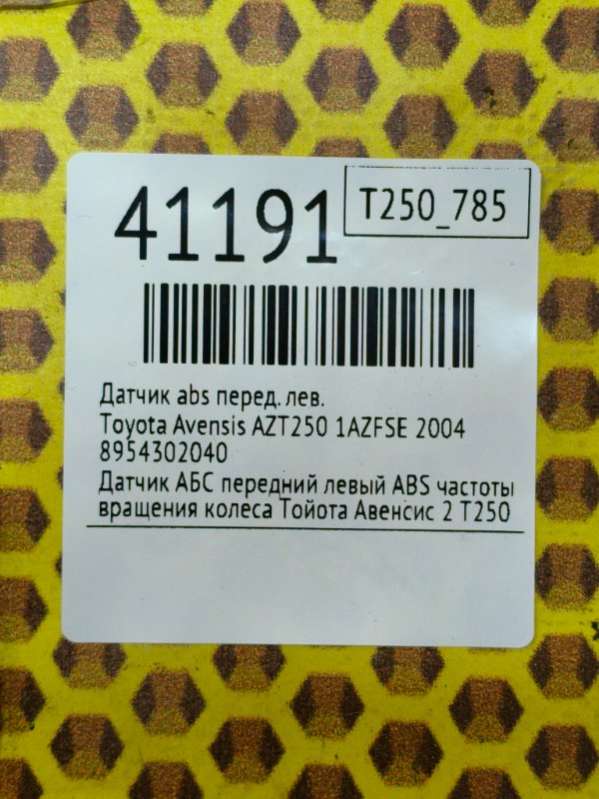 41191
T250_785
Датчик abs перед. лев.
Toyota Avensis AZT250 1AZFSE 2004
8954302040
Датчик АБС передний левый ABS частоты
вращения колеса Тойота Авенсис 2 Т250